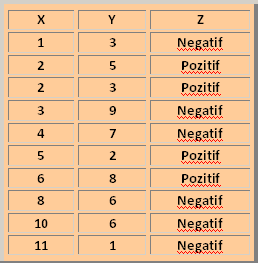 X Y Z
1 3 Negatif
2 5 Pozitif
2 3 Pozitif
3 9 Negatif
4 7 Negatif
5 2 Pozitif
6 8 Pozitif
8 6 Negatif
10 6 Negatif
11 1 Negatif